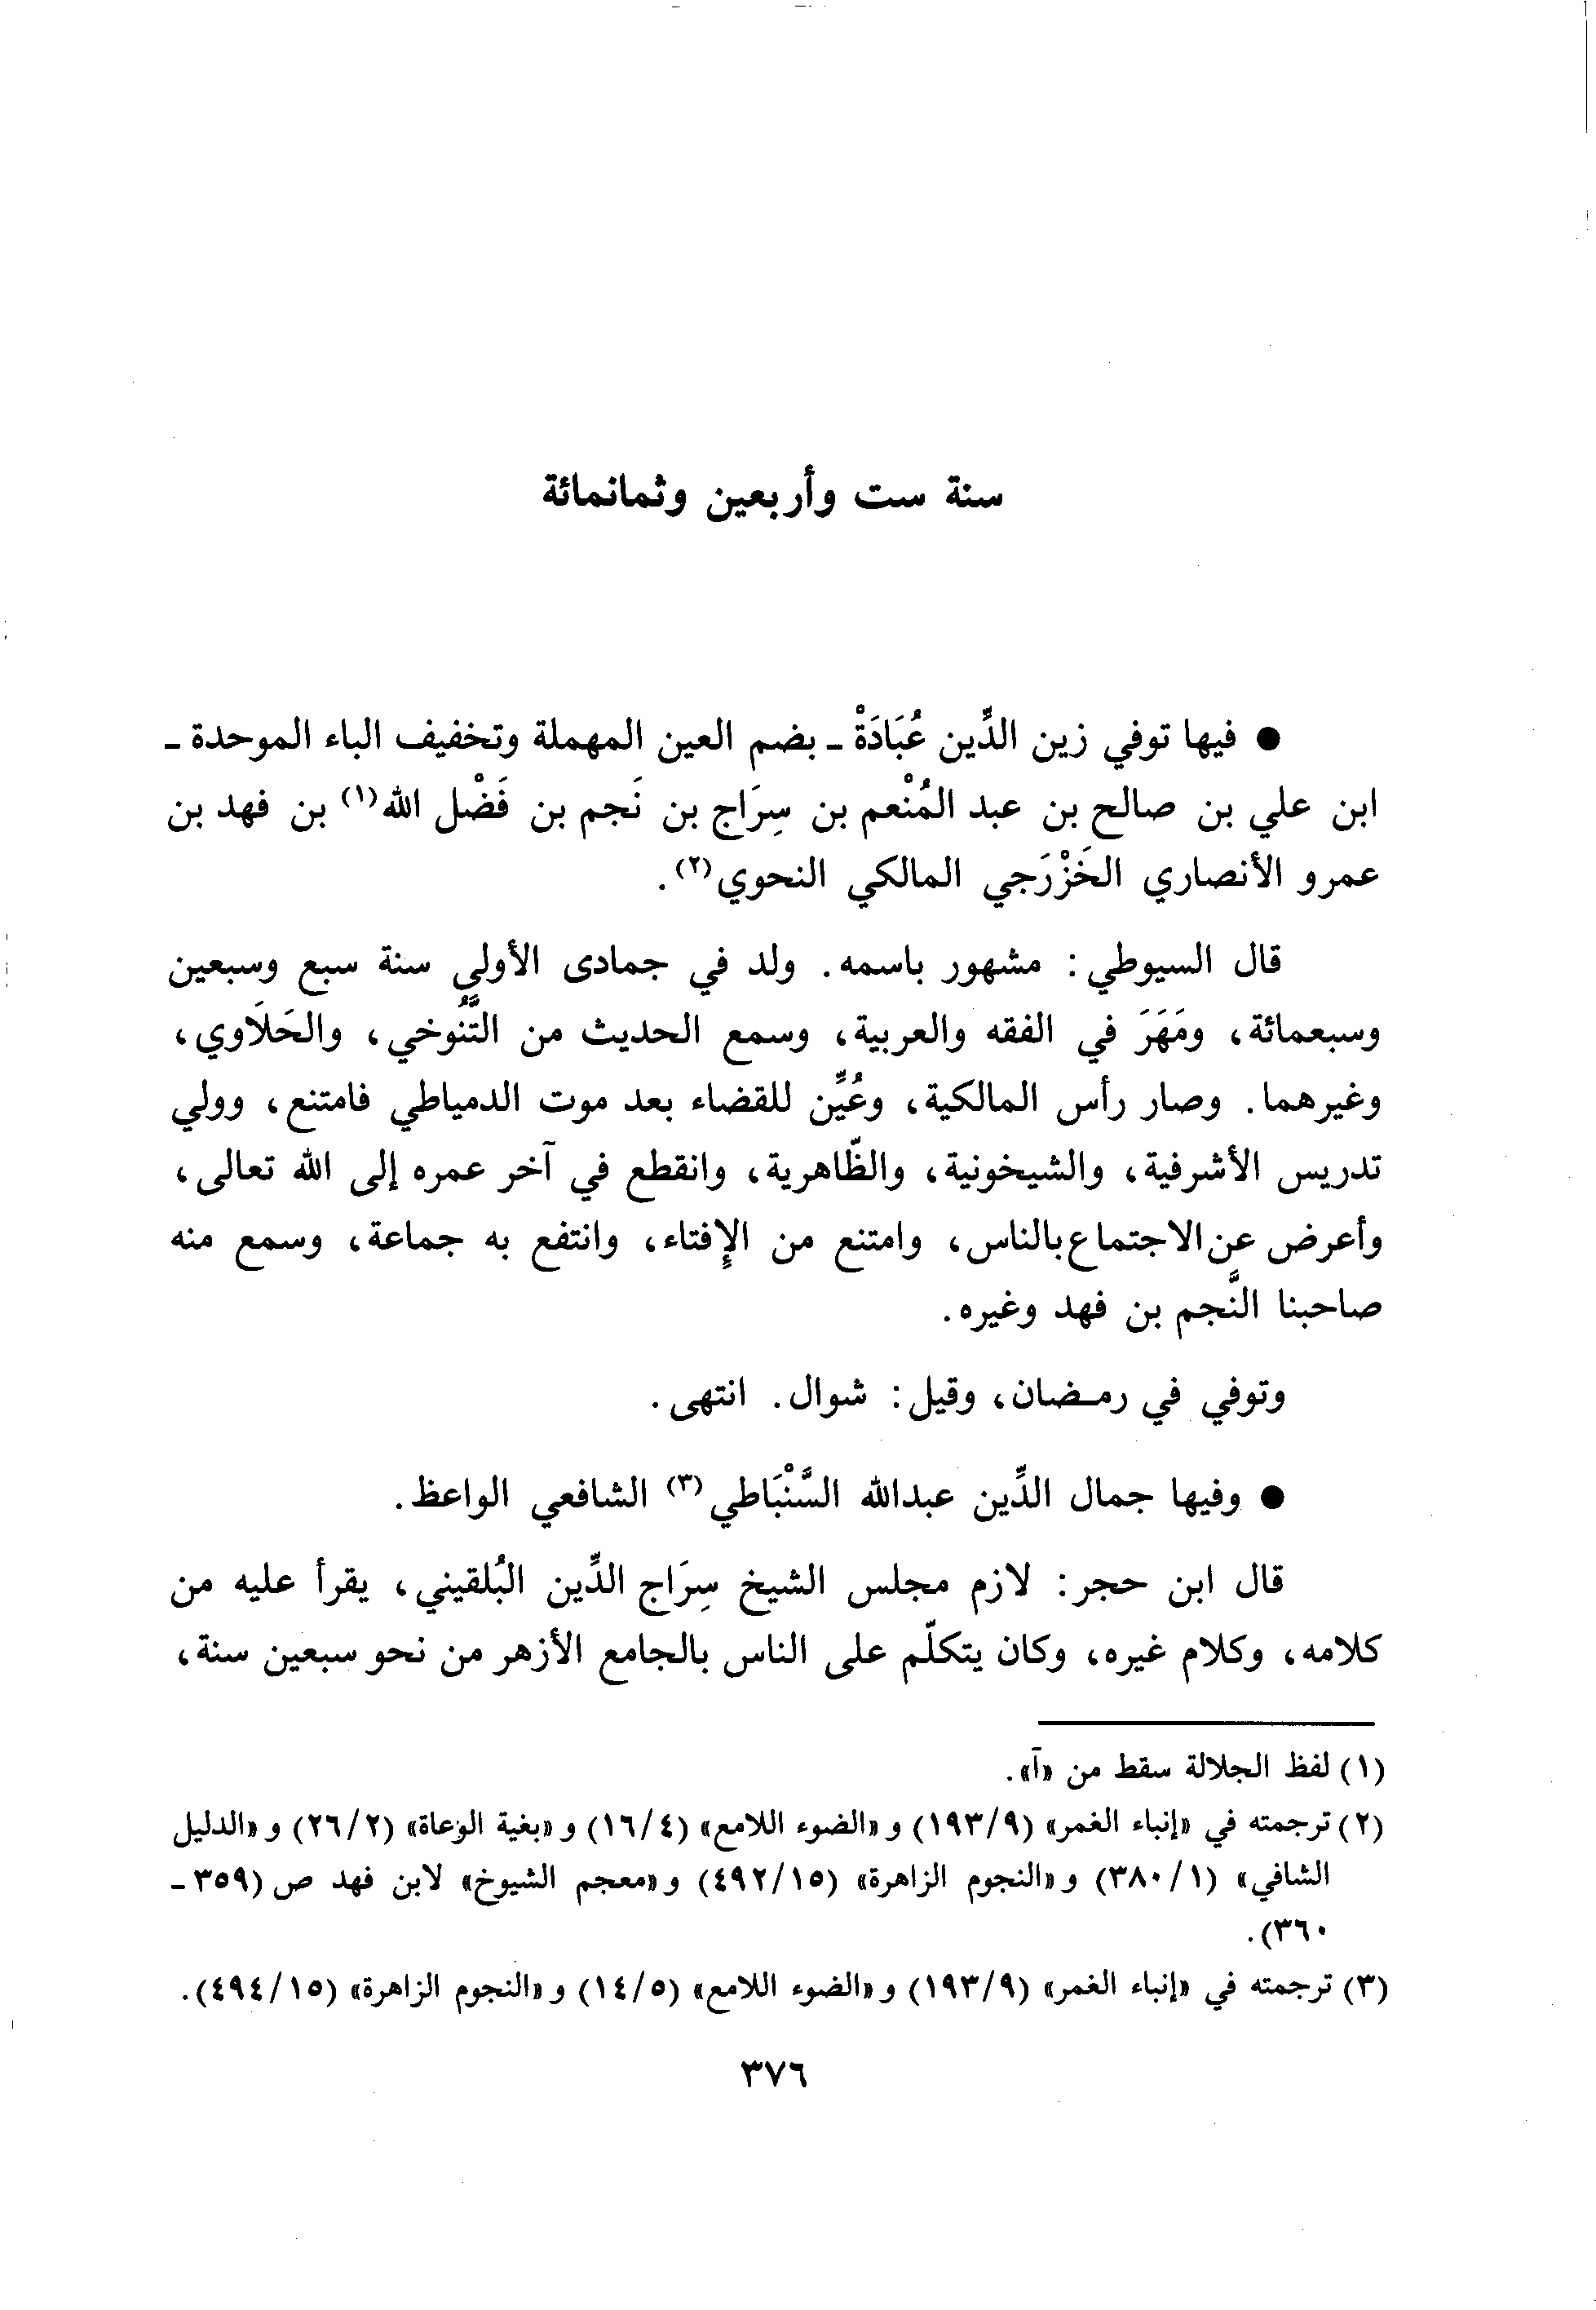 سنة ست وأربعين وثمانمائة
● فيها توفي زين الدِّين عُبَادَةْ ـ بضم العين المهملة وتخفيف الباء الموحدة ـ
ابن علي بن صالح بن عبد المُنْعم بن سِرَاج بن نَجم بن فَضْل الله(١) بن فهد بن
عمرو الأنصاري الخَزْرَجي المالكي النحوي(٢).
قال السيوطي: مشهور باسمه. ولد في جمادى الأولى سنة سبع وسبعين
وسبعمائة، ومَهَرَ في الفقه والعربية، وسمع الحديث من التَّنُوخي، والحَلَاوي،
وغيرهما. وصار رأس المالكية، وعُيِّن للقضاء بعد موت الدمياطي فامتنع، وولي
تدريس الأشرفية، والشيخونية، والظّاهرية، وانقطع في آخر عمره إلى الله تعالى،
وأعرض عن الاجتماع بالناس، وامتنع من الإِفتاء، وانتفع به جماعة، وسمع منه
صاحبنا النَّجم بن فهد وغيره.
وتوفي في رمـضان، وقيل: شوال. انتهى.
● وفيها جمال الدِّين عبدالله السَّنْبَاطي(٣) الشافعي الواعظ.
قال ابن حجر: لازم مجلس الشيخ سِرَاج الدِّين البُلقيني، يقرأ عليه من
كلامه، وكلام غيره، وكان يتكلّم على الناس بالجامع الأزهر من نحو سبعين سنة،
(١) لفظ الجلالة سقط من «آ».
(٢) ترجمته في «إنباء الغمر» (١٩٣/٩) و «الضوء اللامع» (١٦/٤) و «بغية الوعاة» (٢٦/٢) و «الدليل
الشافي» (٣٨٠/١) و «النجوم الزاهرة» (٤٩٢/١٥) و «معجم الشيوخ» لابن فهد ص (٣٥٩ ـ
٣٦٠).
(٣) ترجمته في «إنباء الغمر» (١٩٣/٩) و «الضوء اللامع» (١٤/٥) و «النجوم الزاهرة» (٤٩٤/١٥).
٣٧٦